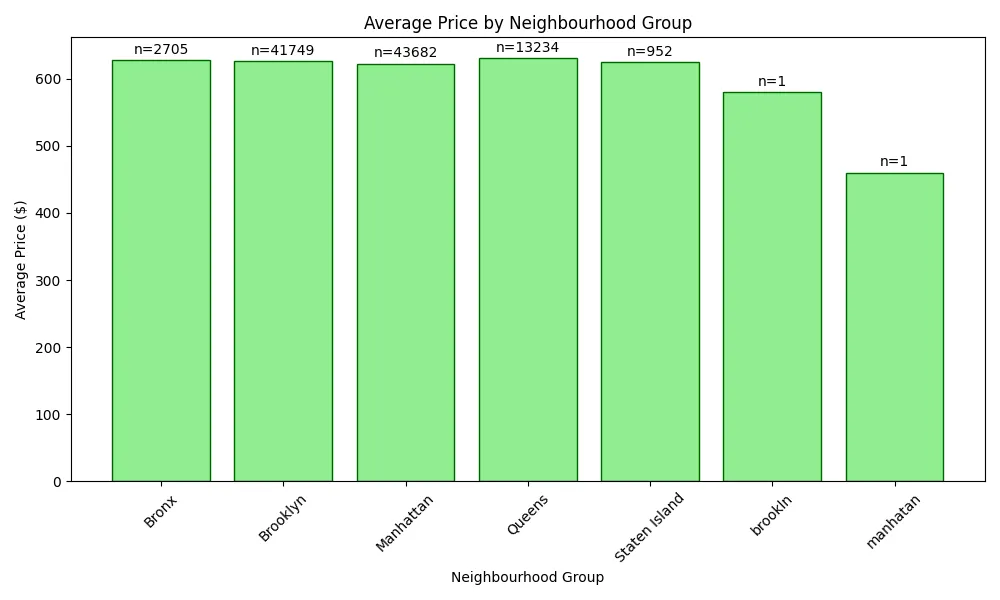 Average Price by Neighbourhood Group
n=2705
n=41749
n=43682
n=13234
n=952
n=1
n=1
Average Price ($)
600
500
400
300
200
100
0
Bronx
Brooklyn
Manhattan
Queens
Staten Island
brookln
manhatan
Neighbourhood Group